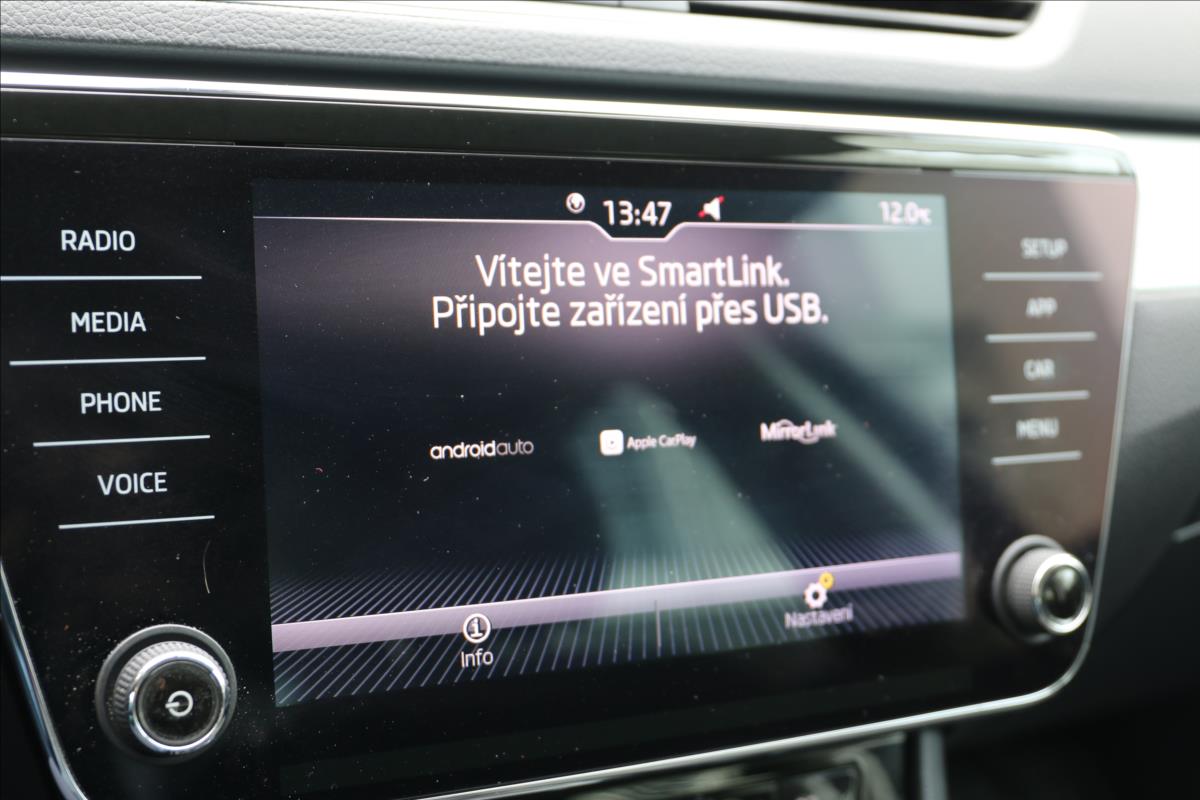 RADIO
MEDIA
PHONE
VOICE
13:47
12.0°C
Vítejte ve SmartLink.
Připojte zařízení přes USB.
androidauto
Apple CarPlay
MirrorLink
Info
Nastavení
SETUP
APP
CAR
MENU